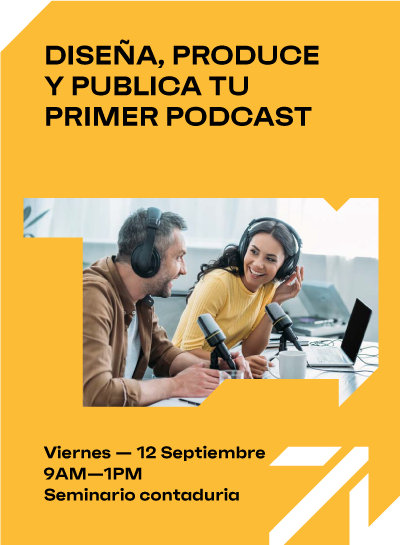 DISEÑA, PRODUCE
Y PUBLICA TU
PRIMER PODCAST
Viernes — 12 Septiembre
9AM—1PM
Seminario contaduria